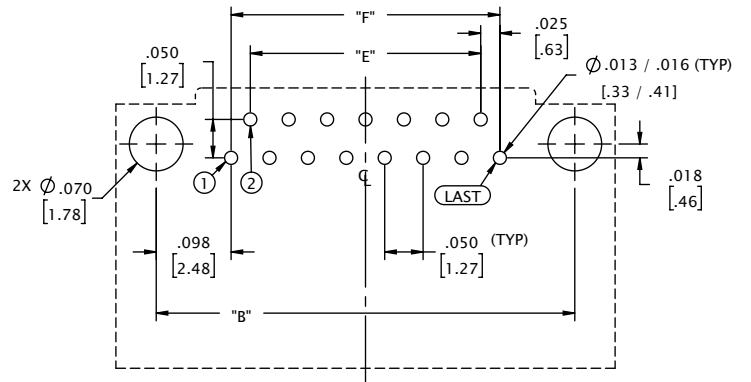 "F"
.025
[.63]
.050
[1.27]
"E"
Ø .013 / .016 (TYP)
[.33 / .41]
2X Ø .070
[1.78]
1
2
℄
LAST
.018
[.46]
.098
[2.48]
.050 (TYP)
[1.27]
"B"